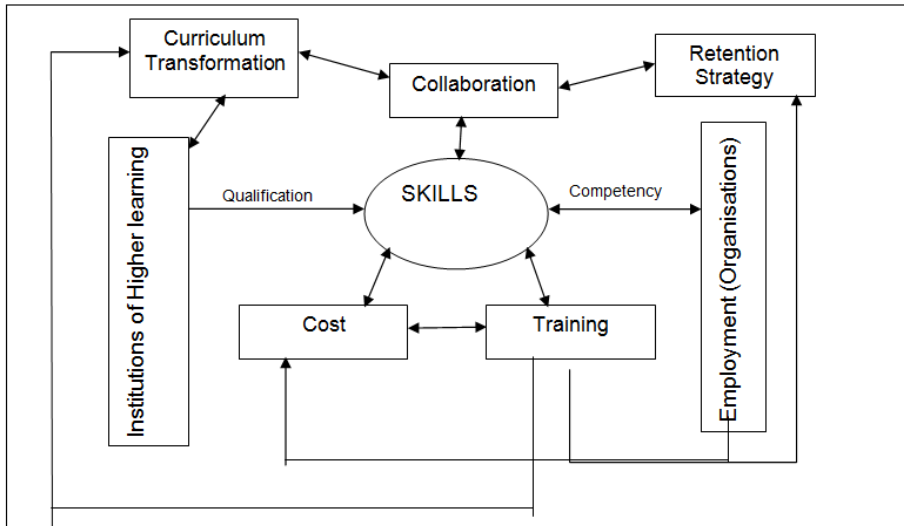 Curriculum
Transformation
Collaboration
Retention
Strategy
Institutions of Higher learning
Qualification
SKILLS
Competency
Employment (Organisations)
Cost
Training